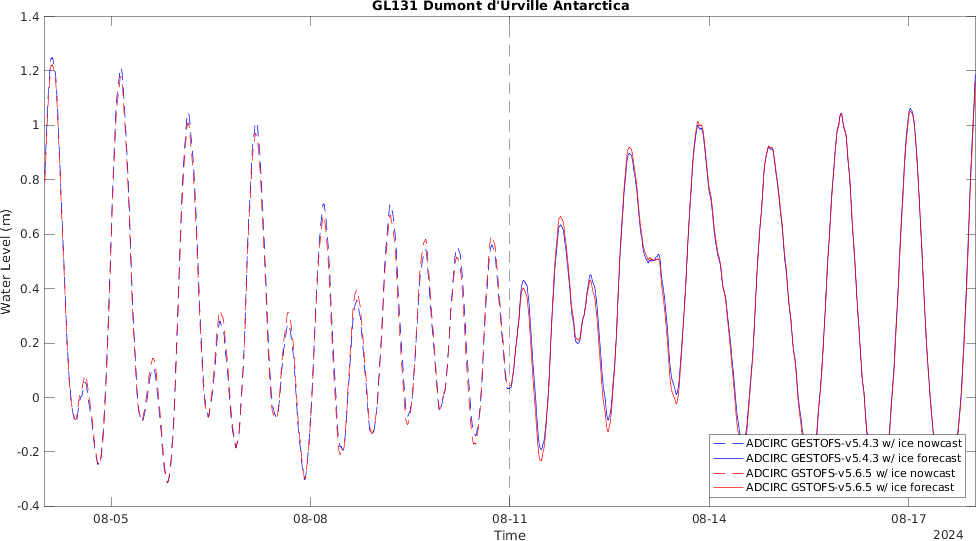 GL131 Dumont d'Urville Antarctica
1.4
1.2
1
0.8
0.6
0.4
0.2
0
-0.2
-0.4
Water Level (m)
08-05
08-08
08-11
08-14
08-17
Time
2024
ADCIRC GESTOFS-v5.4.3 w/ ice nowcast
ADCIRC GESTOFS-v5.4.3 w/ ice forecast
ADCIRC GSTOFS-v5.6.5 w/ ice nowcast
ADCIRC GSTOFS-v5.6.5 w/ ice forecast